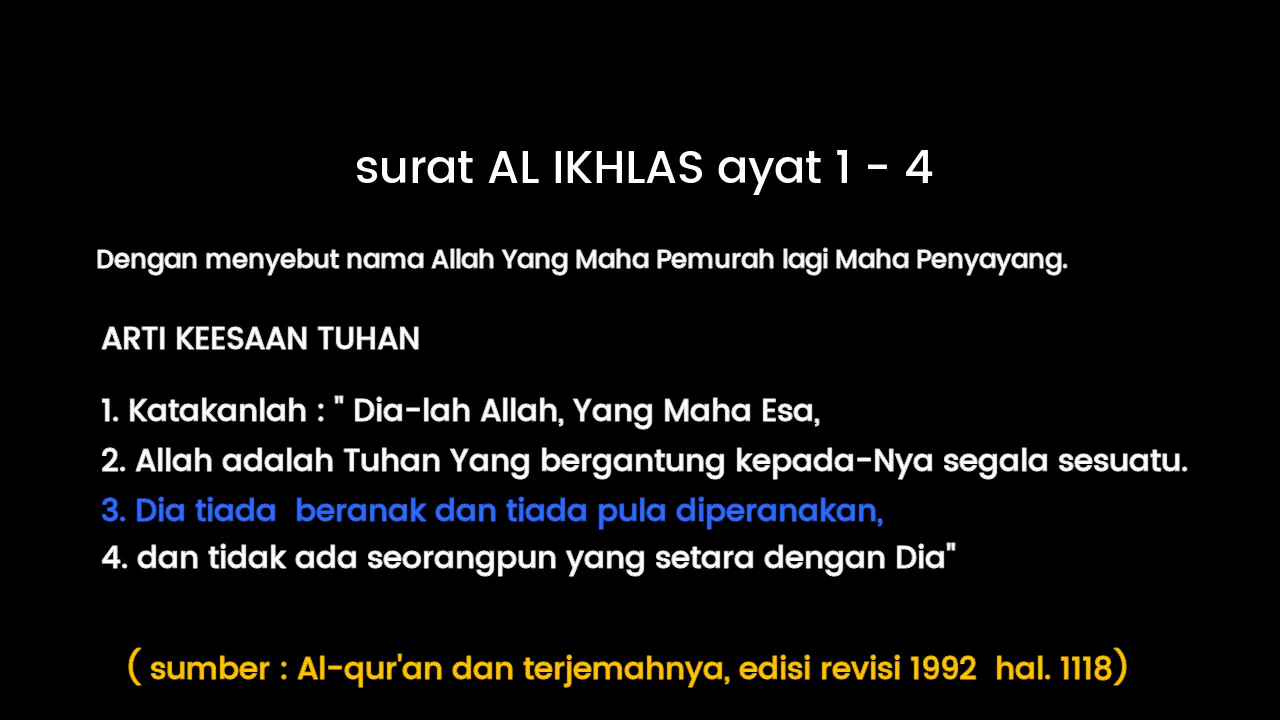 surat AL IKHLAS ayat 1 - 4
Dengan menyebut nama Allah Yang Maha Pemurah lagi Maha Penyayang.
ARTI KEESAAN TUHAN
1. Katakanlah : " Dia-lah Allah, Yang Maha Esa,
2. Allah adalah Tuhan Yang bergantung kepada-Nya segala sesuatu.
3. Dia tiada  beranak dan tiada pula diperanakan,
4. dan tidak ada seorangpun yang setara dengan Dia"
( sumber : Al-qur'an dan terjemahnya, edisi revisi 1992  hal. 1118)